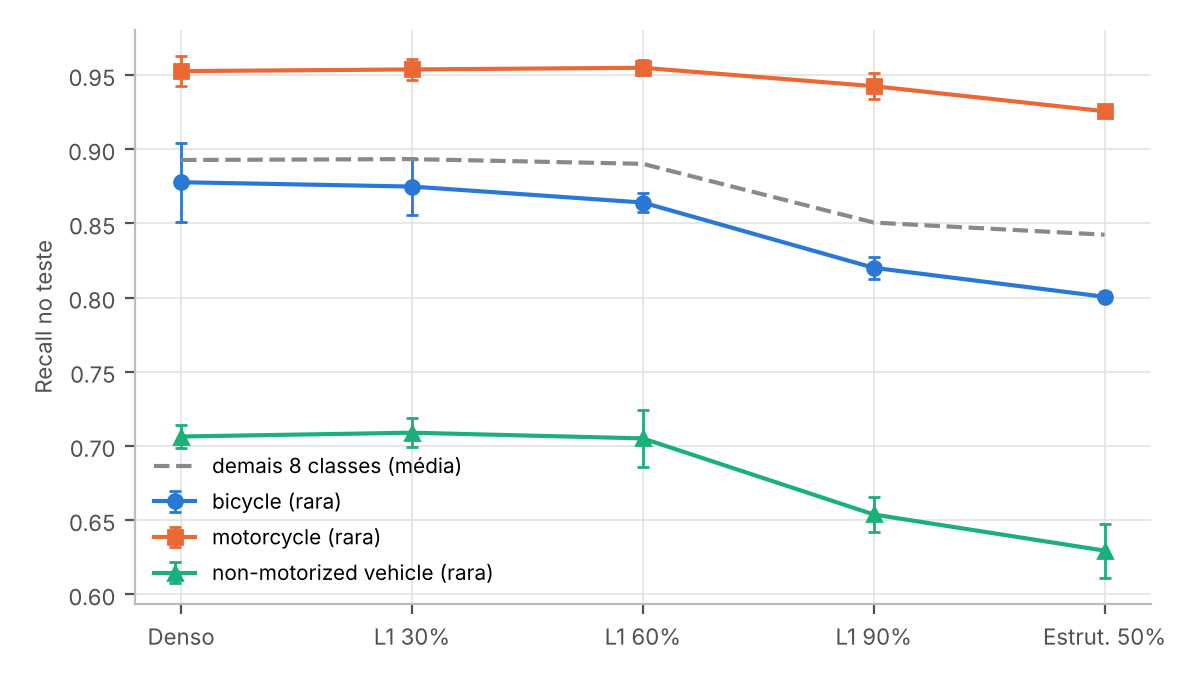 0.95
0.90
0.85
0.80
0.75
0.70
0.65
0.60
Recall no teste
demais 8 classes (média)
bicycle (rara)
motorcycle (rara)
non-motorized vehicle (rara)
Denso
L1 30%
L1 60%
L1 90%
Estrut. 50%